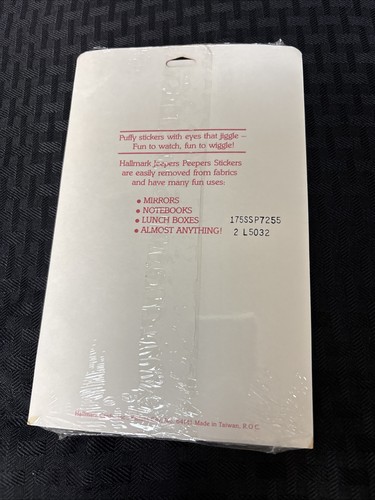 Puffy stickers with eyes that jiggle –
Fun to watch, fun to wiggle!
Hallmark Jeepers Peepers Stickers
are easily removed from fabrics
and have many fun uses:
• MIRRORS
• NOTEBOOKS
• LUNCH BOXES
• ALMOST ANYTHING!
175SSP7255
2 L5032
Hallmark 64141 Made in Taiwan, R.O.C.